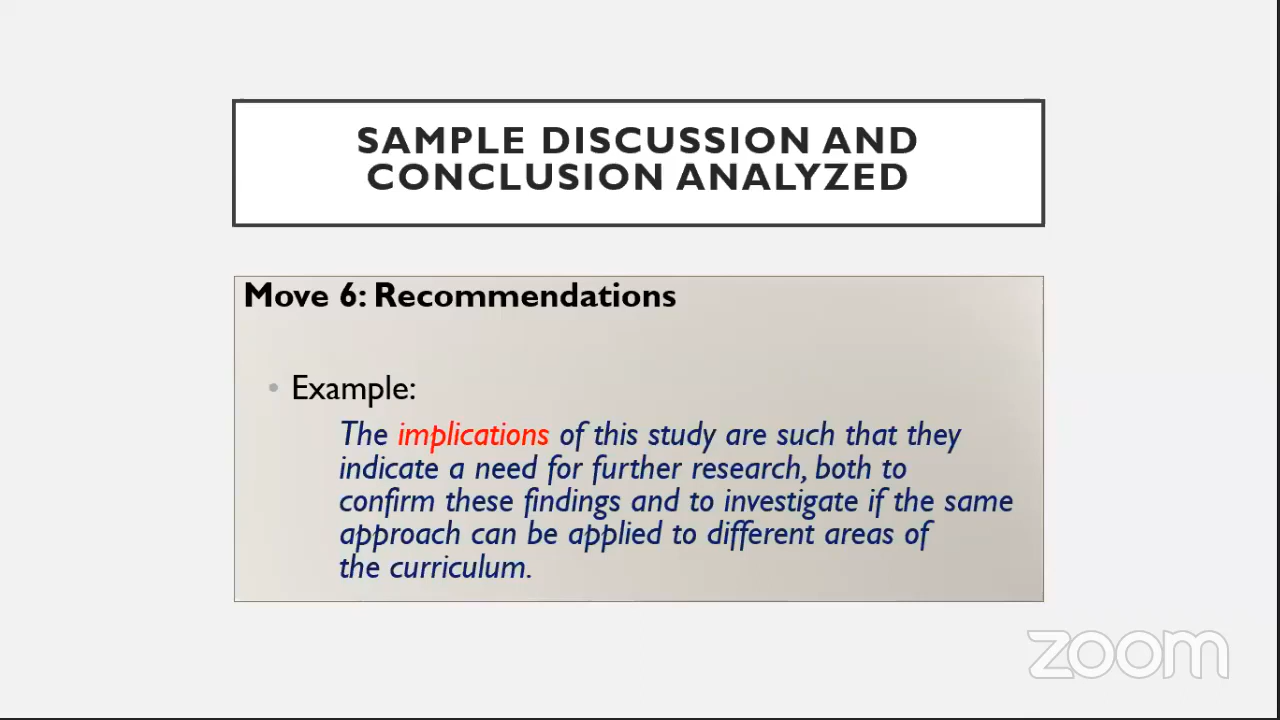 SAMPLE DISCUSSION AND
CONCLUSION ANALYZED
Move 6: Recommendations
• Example:
The implications of this study are such that they
indicate a need for further research, both to
confirm these findings and to investigate if the same
approach can be applied to different areas of
the curriculum.
zoom